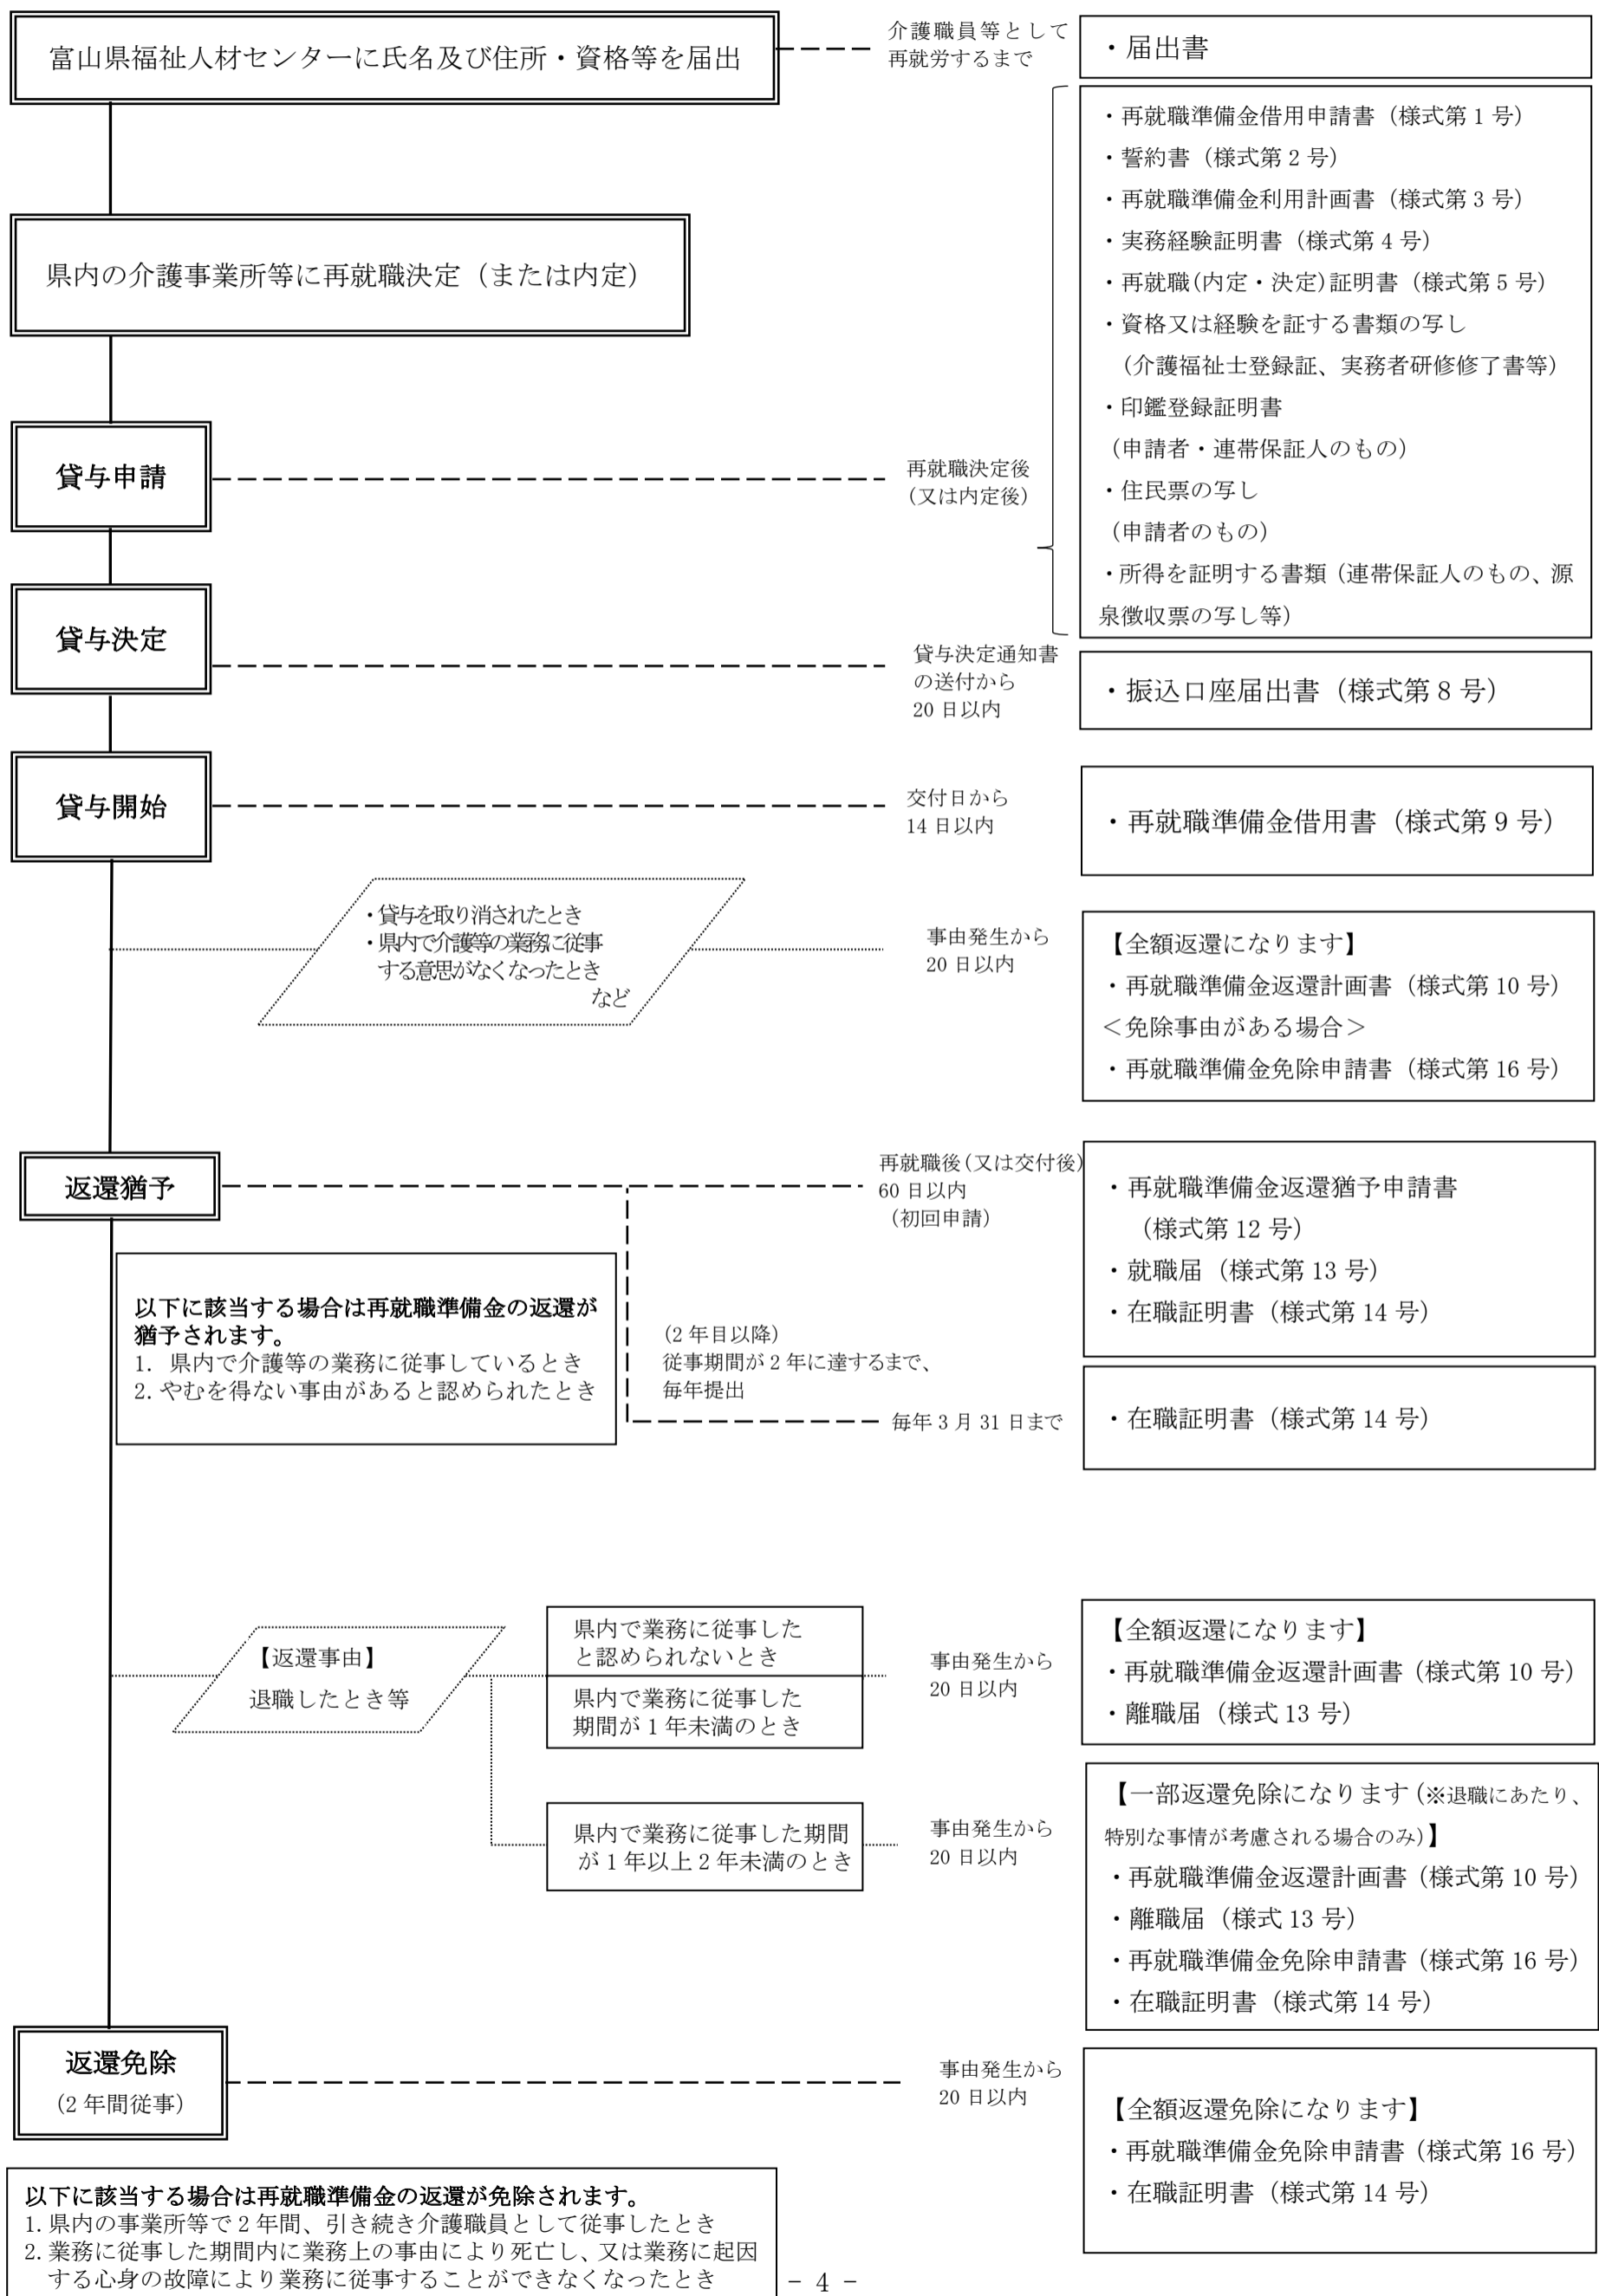 富山県福祉人材センターに氏名及び住所・資格等を届出
介護職員等として
再就労するまで
・届出書
県内の介護事業所等に再就職決定（または内定）
・再就職準備金借用申請書（様式第 1 号）
・誓約書（様式第 2 号）
・再就職準備金利用計画書（様式第 3 号）
・実務経験証明書（様式第 4 号）
・再就職(内定・決定)証明書（様式第 5 号）
・資格又は経験を証する書類の写し
（介護福祉士登録証、実務者研修修了書等）
・印鑑登録証明書
（申請者・連帯保証人のもの）
・住民票の写し
（申請者のもの）
・所得を証明する書類（連帯保証人のもの、源
泉徴収票の写し等）
貸与申請
再就職決定後
（又は内定後）
貸与決定
貸与決定通知書
の送付から
20 日以内
・振込口座届出書（様式第 8 号）
貸与開始
交付日から
14 日以内
・再就職準備金借用書（様式第 9 号）
・貸与を取り消されたとき
・県内で介護等の業務に従事
する意思がなくなったとき
など
事由発生から
20 日以内
【全額返還になります】
・再就職準備金返還計画書（様式第 10 号）
＜免除事由がある場合＞
・再就職準備金免除申請書（様式第 16 号）
返還猶予
再就職後(又は交付後)
60 日以内
（初回申請）
・再就職準備金返還猶予申請書
（様式第 12 号）
・就職届（様式第 13 号）
・在職証明書（様式第 14 号）
以下に該当する場合は再就職準備金の返還が
猶予されます。
1. 県内で介護等の業務に従事しているとき
2. やむを得ない事由があると認められたとき
（2 年目以降）
従事期間が 2 年に達するまで、
毎年提出
毎年 3 月 31 日まで
・在職証明書（様式第 14 号）
【返還事由】
退職したとき等
県内で業務に従事した
と認められないとき
県内で業務に従事した
期間が 1 年未満のとき
事由発生から
20 日以内
【全額返還になります】
・再就職準備金返還計画書（様式第 10 号）
・離職届（様式 13 号）
県内で業務に従事した期間
が 1 年以上 2 年未満のとき
事由発生から
20 日以内
【一部返還免除になります（※退職にあたり、
特別な事情が考慮される場合のみ）】
・再就職準備金返還計画書（様式第 10 号）
・離職届（様式 13 号）
・再就職準備金免除申請書（様式第 16 号）
・在職証明書（様式第 14 号）
返還免除
（2 年間従事）
事由発生から
20 日以内
【全額返還免除になります】
・再就職準備金免除申請書（様式第 16 号）
・在職証明書（様式第 14 号）
以下に該当する場合は再就職準備金の返還が免除されます。
1. 県内の事業所等で 2 年間、引き続き介護職員として従事したとき
2. 業務に従事した期間内に業務上の事由により死亡し、又は業務に起因
する心身の故障により業務に従事することができなくなったとき
- 4 -